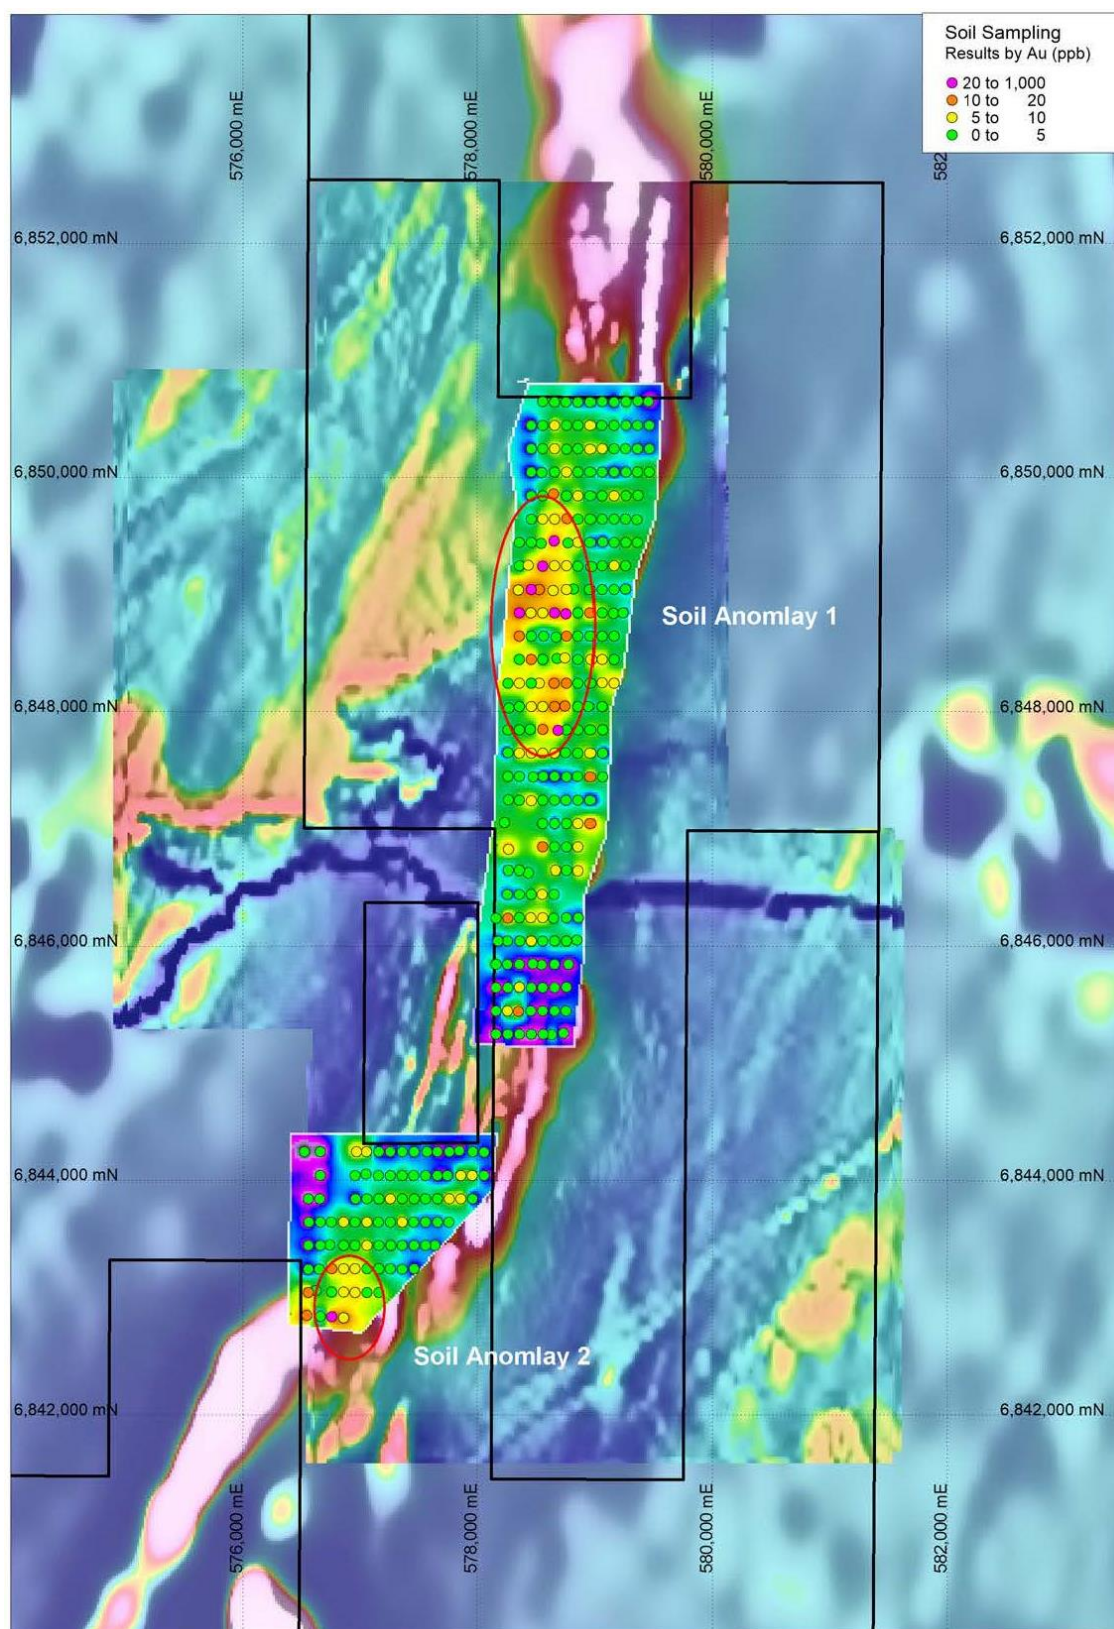 Soil Sampling
Results by Au (ppb)
20 to 1,000
10 to 20
5 to 10
0 to 5
576,000 mE
578,000 mE
580,000 mE
582
6,852,000 mN
6,852,000 mN
6,850,000 mN
6,850,000 mN
Soil Anomlay 1
6,848,000 mN
6,848,000 mN
6,846,000 mN
6,846,000 mN
6,844,000 mN
6,844,000 mN
Soil Anomlay 2
6,842,000 mN
6,842,000 mN
576,000 mE
578,000 mE
580,000 mE
582,000 mE